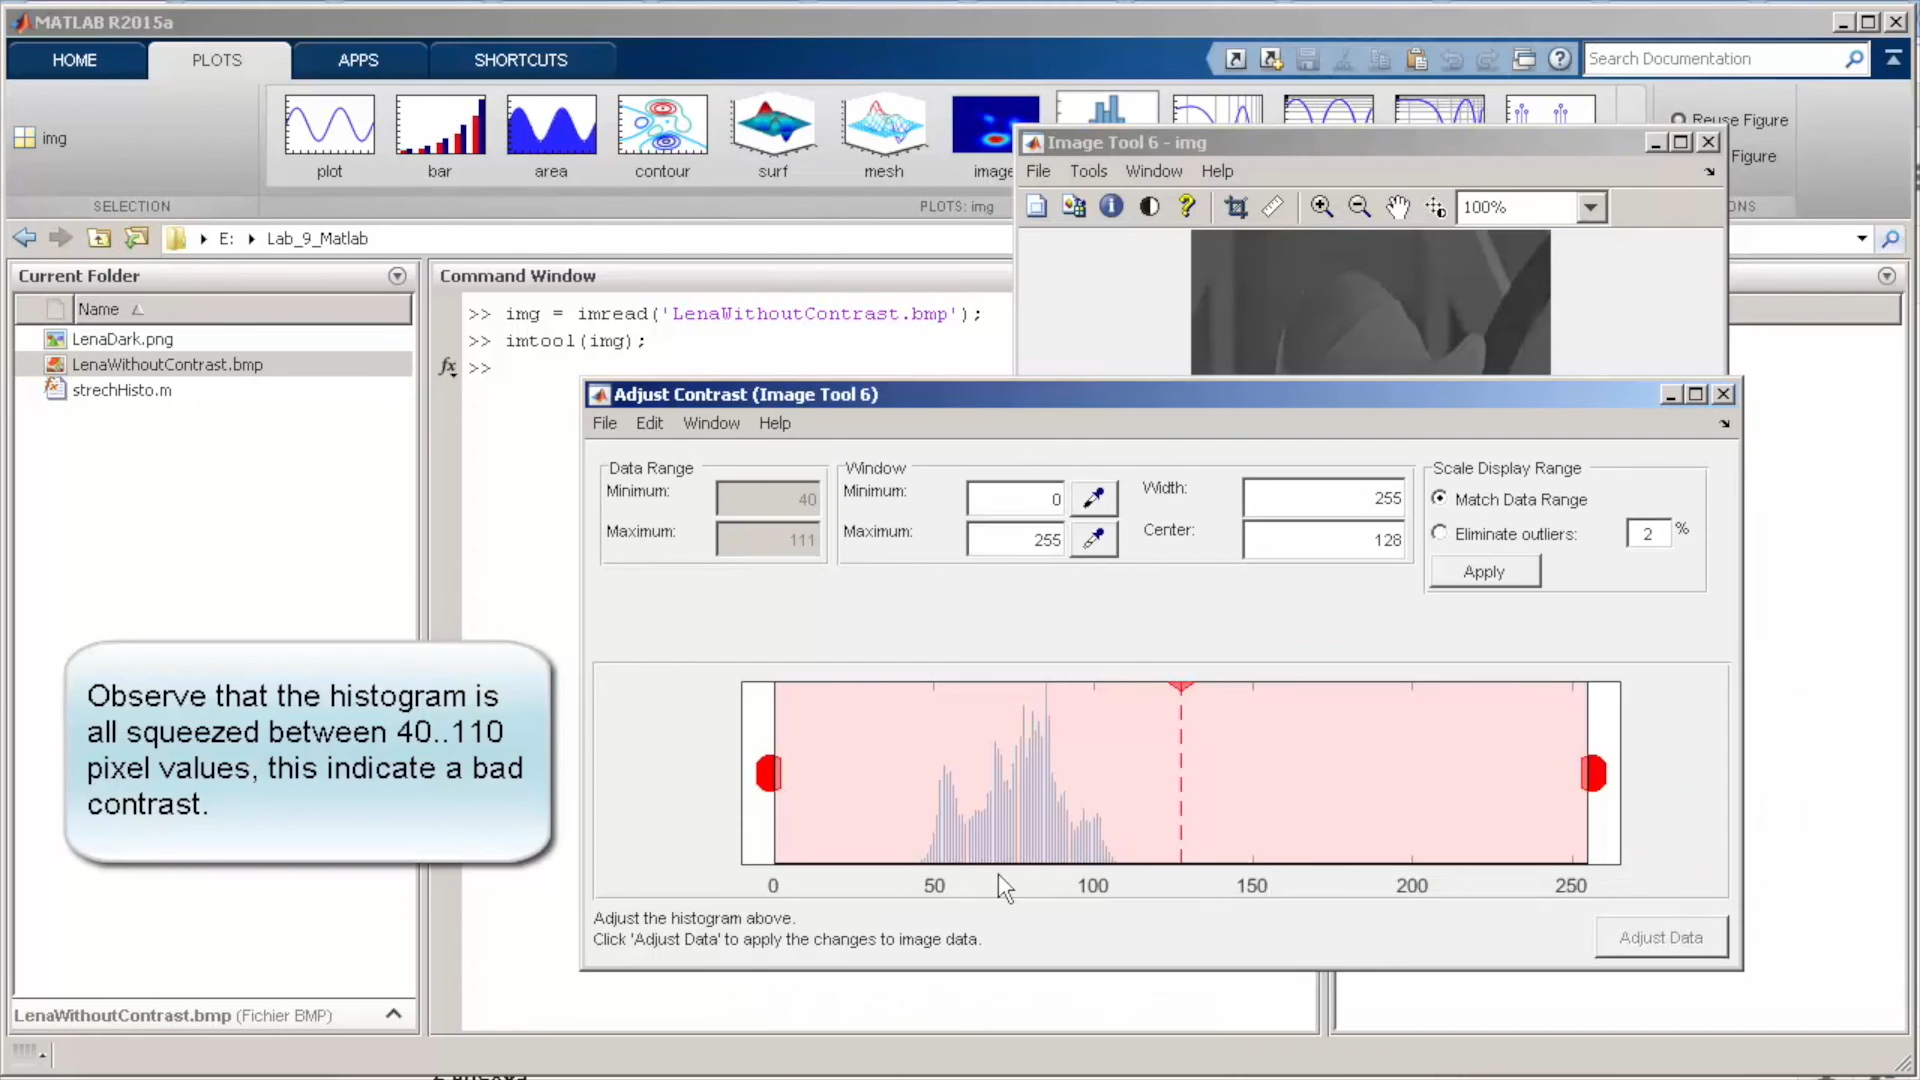 MATLAB R2015a
HOME
PLOTS
APPS
SHORTCUTS
Search Documentation
img
plot
bar
area
contour
surf
mesh
image
Reuse Figure
Figure
SELECTION
PLOTS: img
Image Tool 6 - img
File Tools Window Help
100%
E: Lab_9_Matlab
Current Folder
Name
LenaDark.png
LenaWithoutContrast.bmp
strechHisto.m
Command Window
>> img = imread('LenaWithoutContrast.bmp');
>> imtool(img);
fx >>
Adjust Contrast (Image Tool 6)
File Edit Window Help
Data Range
Minimum: 40
Maximum: 111
Window
Minimum: 0
Maximum: 255
Width: 255
Center: 128
Scale Display Range
Match Data Range
Eliminate outliers: 2 %
Apply
0 50 100 150 200 250
Adjust the histogram above.
Click 'Adjust Data' to apply the changes to image data.
Adjust Data
Observe that the histogram is
all squeezed between 40..110
pixel values, this indicate a bad
contrast.
LenaWithoutContrast.bmp (Fichier BMP)